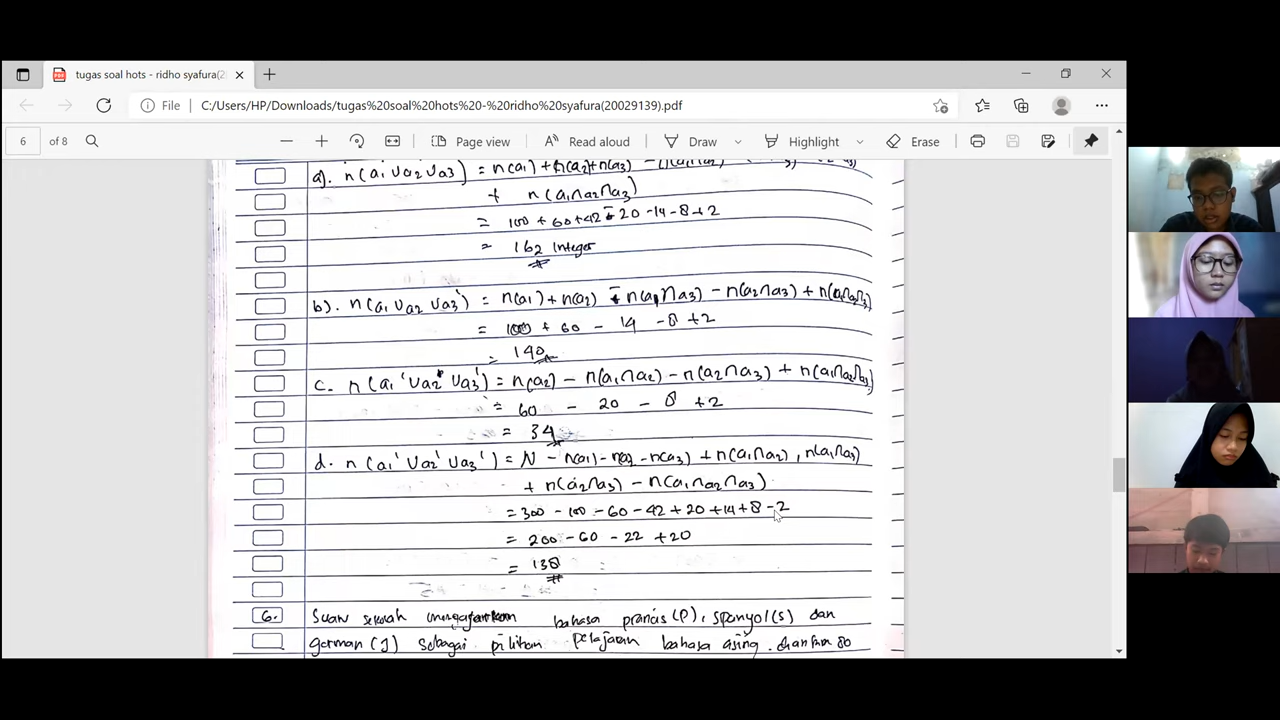 tugas soal hots - ridho syafura(2
File
C:/Users/HP/Downloads/tugas%20soal%20hots%20-%20ridho%20syafura(20029139).pdf
6 of 8
Page view
Read aloud
Draw
Highlight
Erase
a). n(a1 ∪ a2 ∪ a3) = n(a1) + n(a2) + n(a3)
+ n(a1∩a2∩a3)
= 100 + 60 + 42 - 20 - 14 - 8 + 2
= 162 Integer
b). n(a1 ∪ a2 ∪ a3') = n(a1) + n(a2) - n(a1∩a3) - n(a2∩a3) + n(a1∩a2∩a3)
= 100 + 60 - 14 - 8 + 2
= 140
c. n(a1' ∪ a2 ∪ a3') = n(a2) - n(a1∩a2) - n(a2∩a3) + n(a1∩a2∩a3)
= 60 - 20 - 8 + 2
= 34
d. n(a1' ∪ a2' ∪ a3') = N - n(a1) - n(a2 - n(a3) + n(a1∩a2), n(a1∩a3)
+ n(a2∩a3) - n(a1∩a2∩a3)
= 300 - 100 - 60 - 42 + 20 + 14 + 8 - 2
= 200 - 60 - 22 + 20
= 138
6. Suatu sekolah bahasa prancis (P), spanyol (S) dan
german (J) sebagai pilihan pelajaran bahasa asing. 80